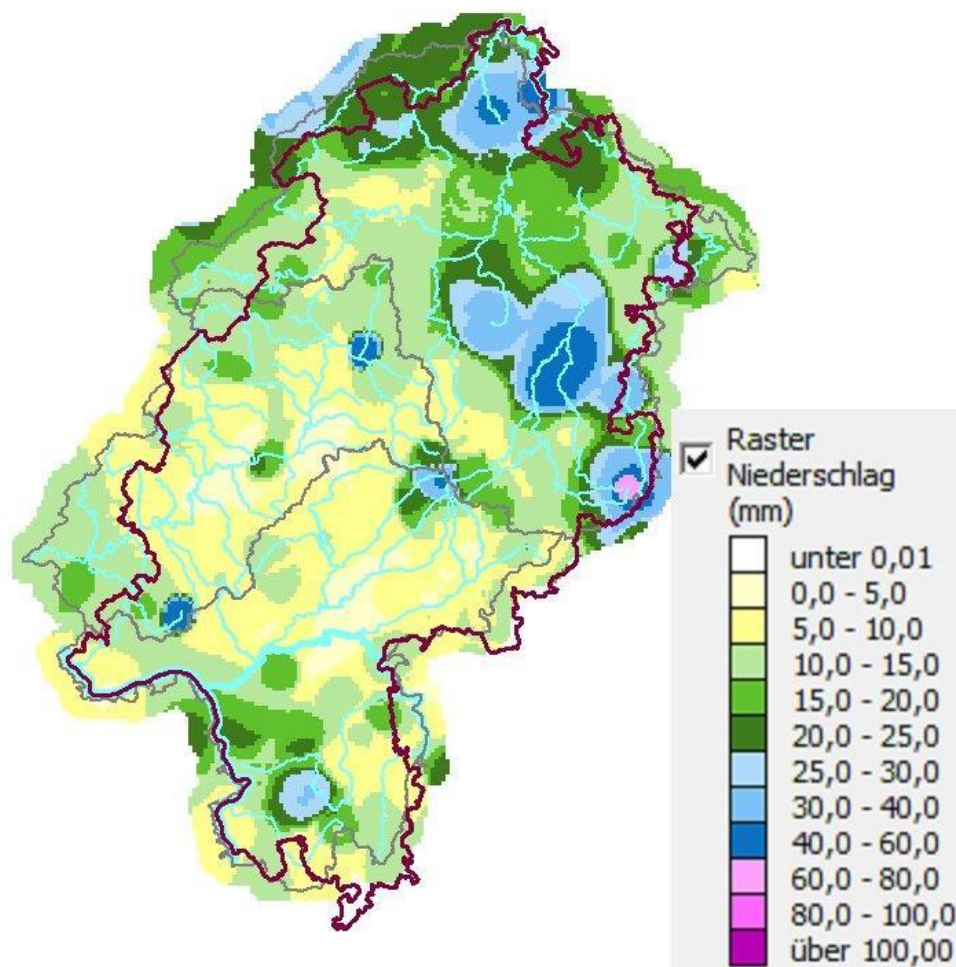 Raster
Niederschlag
(mm)
unter 0,01
0,0 - 5,0
5,0 - 10,0
10,0 - 15,0
15,0 - 20,0
20,0 - 25,0
25,0 - 30,0
30,0 - 40,0
40,0 - 60,0
60,0 - 80,0
80,0 - 100,0
über 100,00